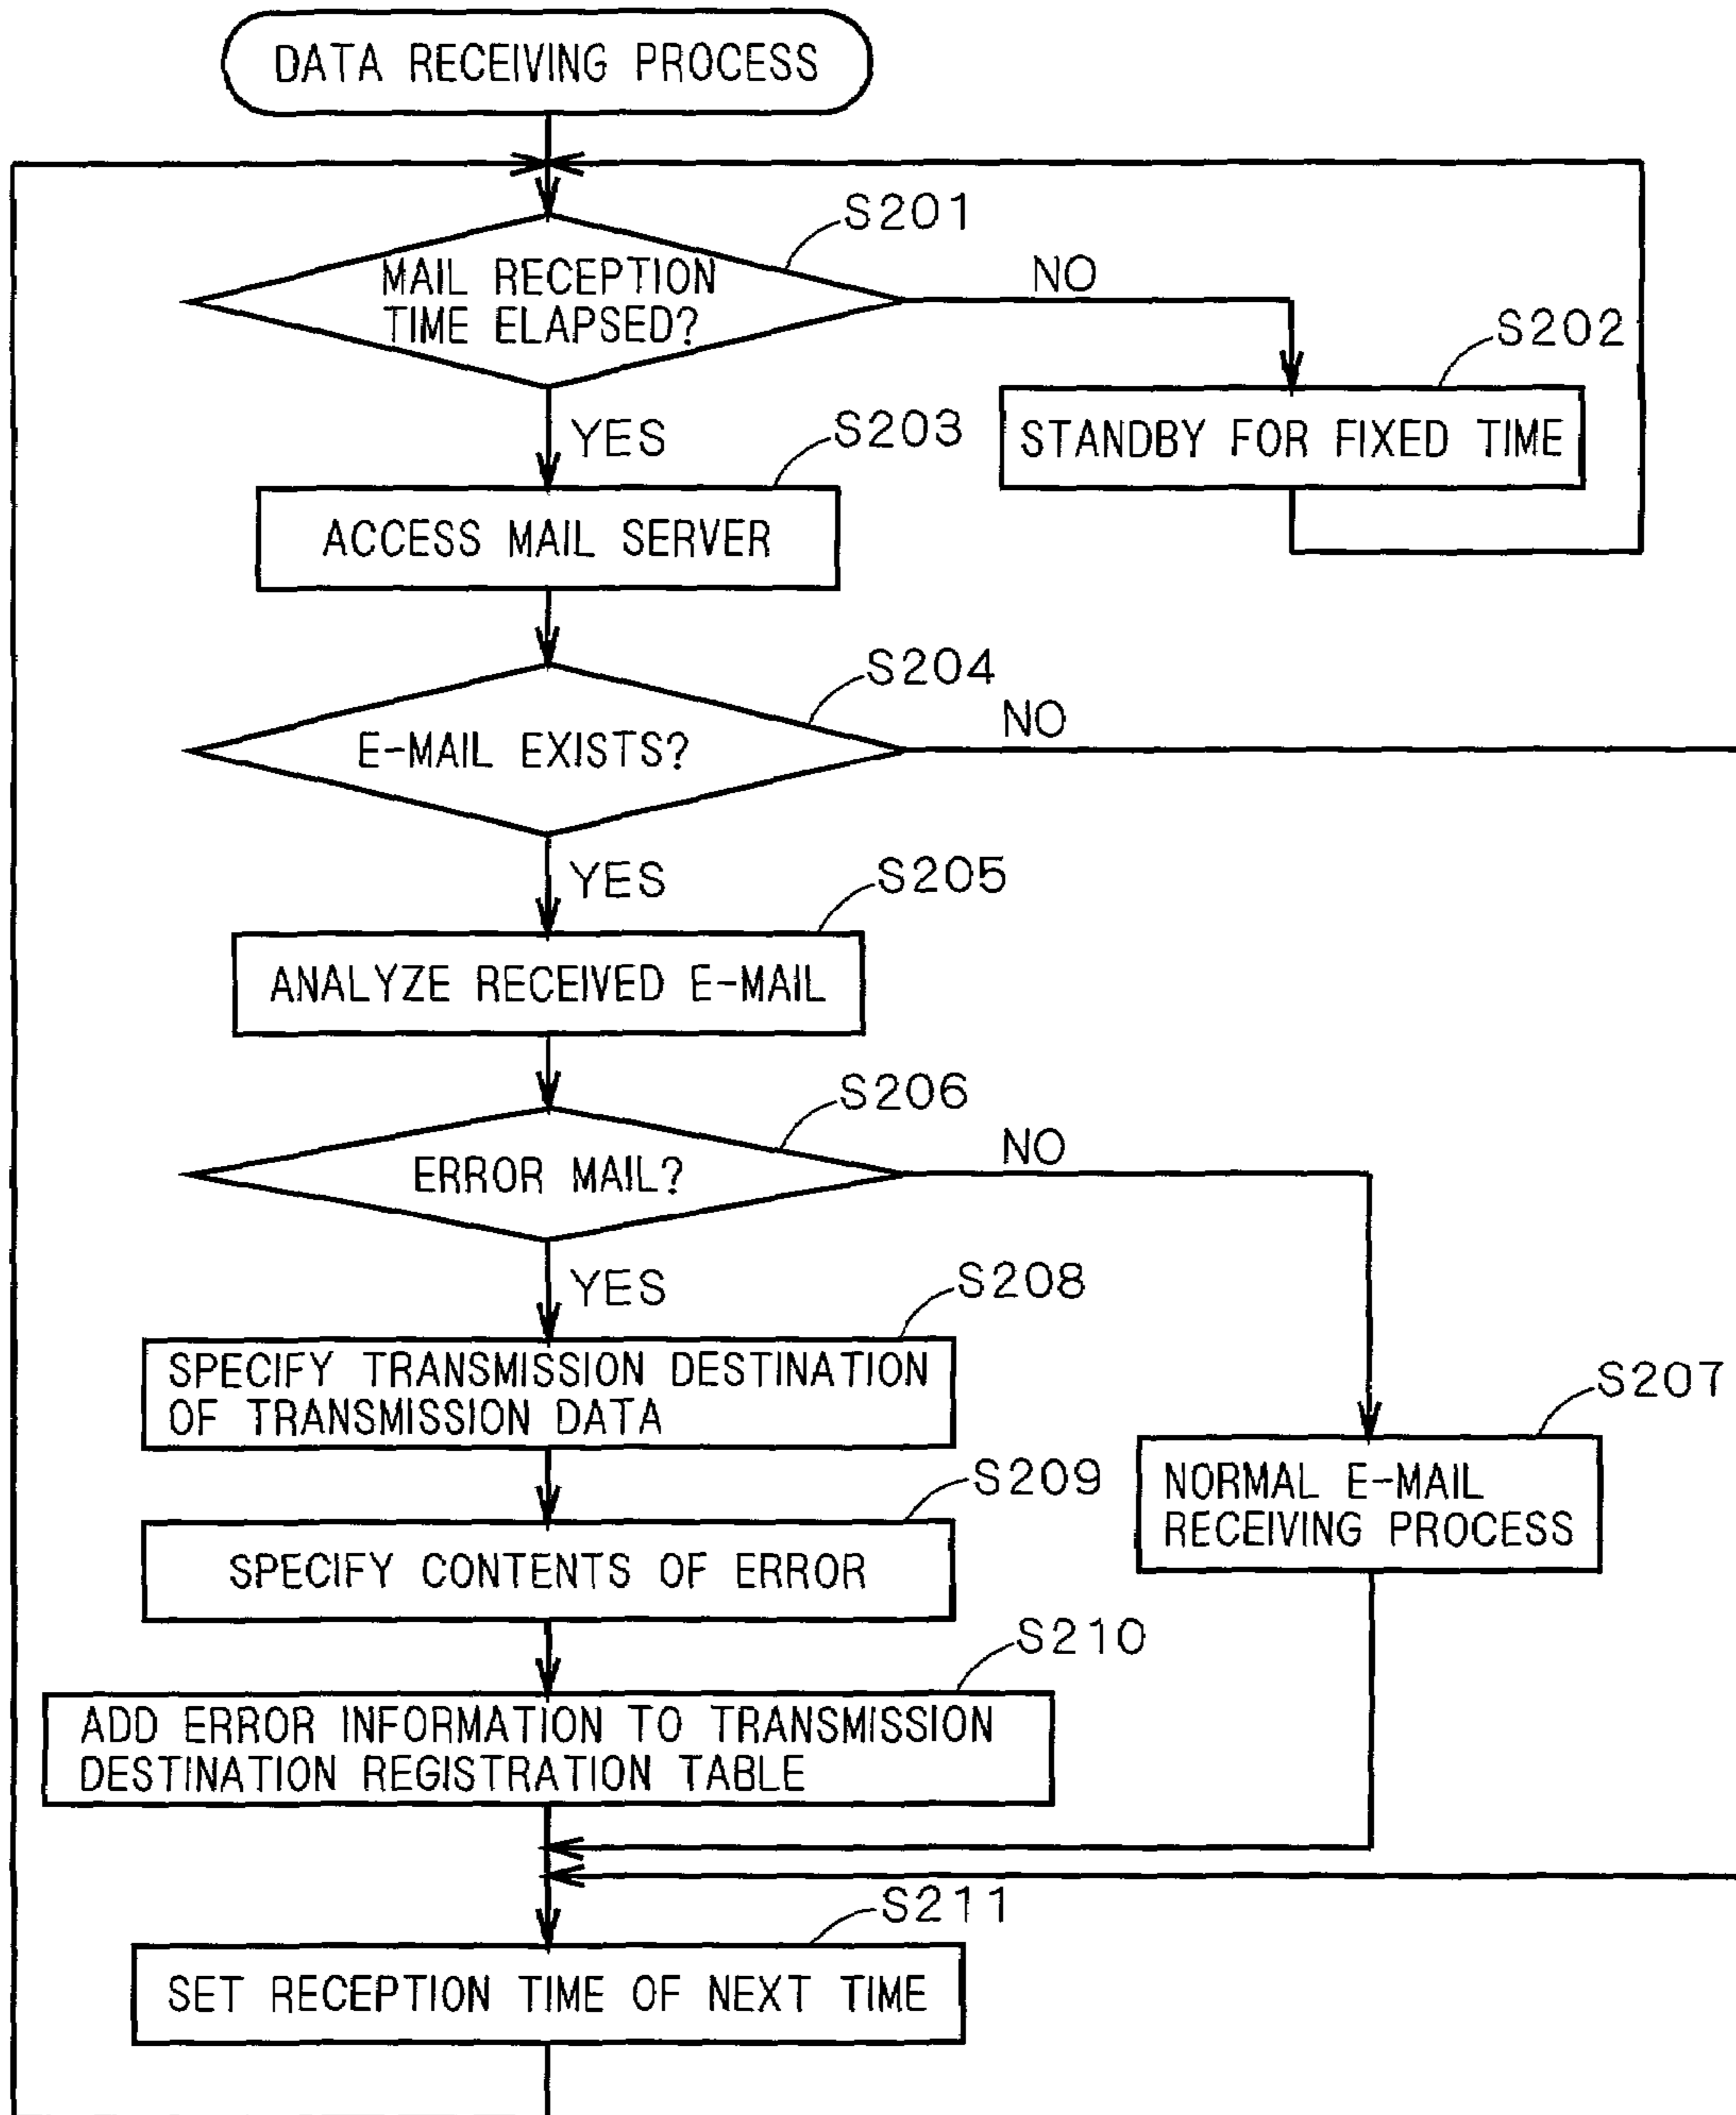 DATA RECEIVING PROCESS
S201
MAIL RECEPTION
TIME ELAPSED?
NO
S202
STANDBY FOR FIXED TIME
YES
S203
ACCESS MAIL SERVER
S204
E-MAIL EXISTS?
NO
YES
S205
ANALYZE RECEIVED E-MAIL
S206
ERROR MAIL?
NO
YES
S208
SPECIFY TRANSMISSION DESTINATION
OF TRANSMISSION DATA
S207
NORMAL E-MAIL
RECEIVING PROCESS
S209
SPECIFY CONTENTS OF ERROR
S210
ADD ERROR INFORMATION TO TRANSMISSION
DESTINATION REGISTRATION TABLE
S211
SET RECEPTION TIME OF NEXT TIME